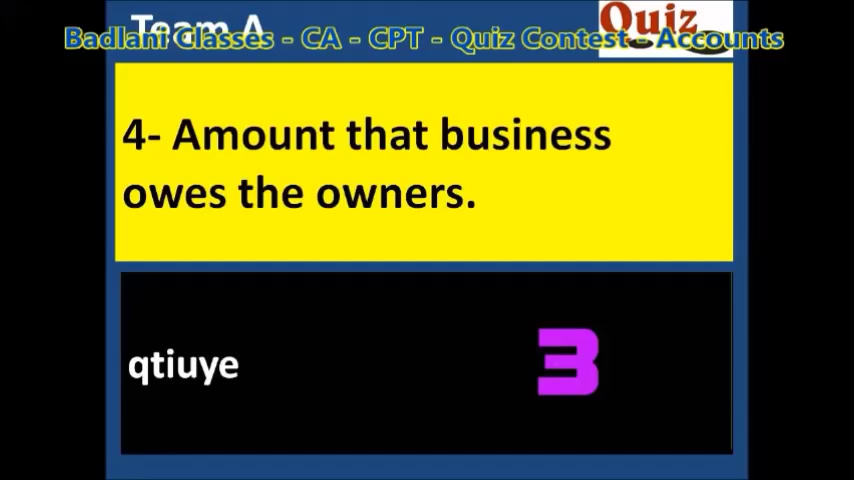 Team A
Quiz
Badlani Classes - CA - CPT - Quiz Contest - Accounts
4- Amount that business
owes the owners.
qtiuye
3